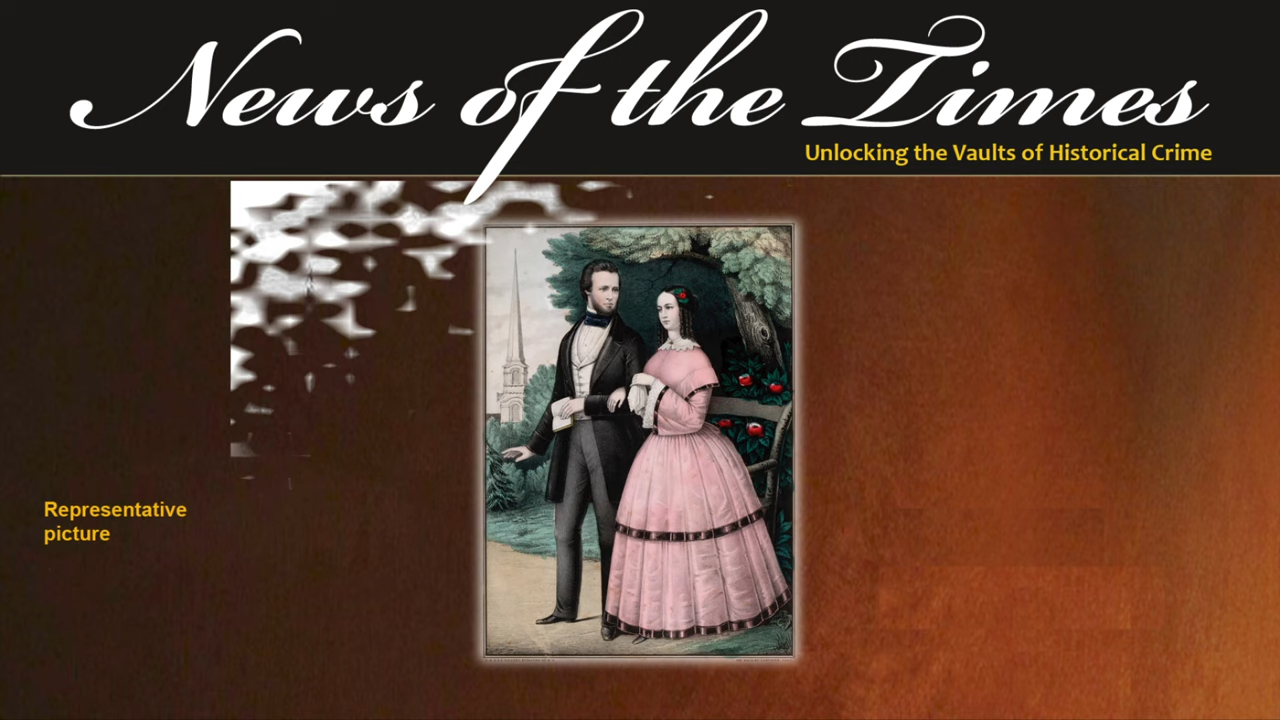 News of the Times
Unlocking the Vaults of Historical Crime
Representative
picture